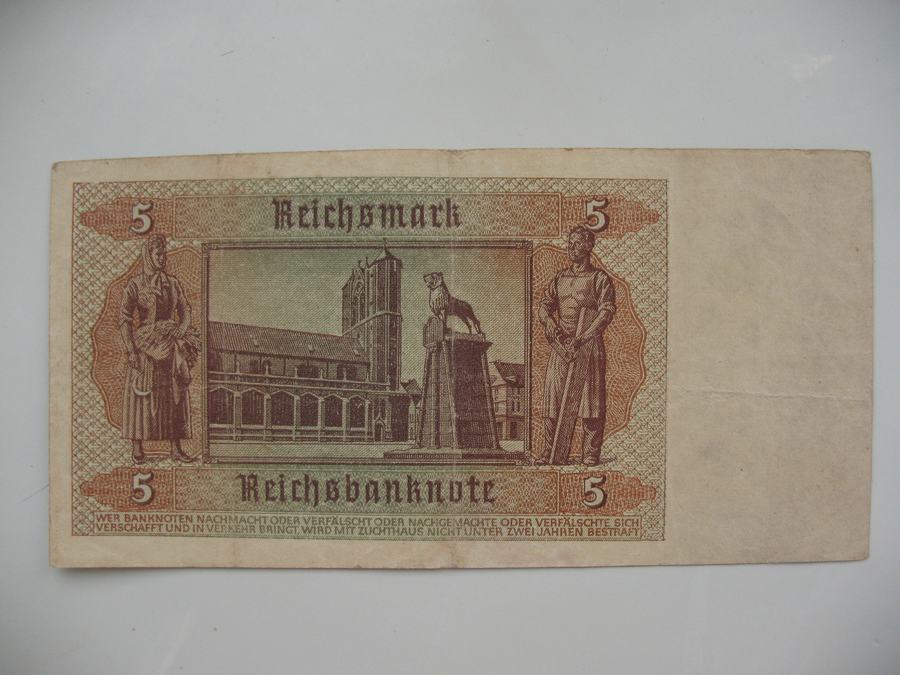 5 Reichsmark 5
5 Reichsbanknote 5
WER BANKNOTEN NACHMACHT ODER VERFÄLSCHT ODER NACHGEMACHTE ODER VERFÄLSCHTE SICH
VERSCHAFFT UND IN VERKEHR BRINGT, WIRD MIT ZUCHTHAUS NICHT UNTER ZWEI JAHREN BESTRAFT